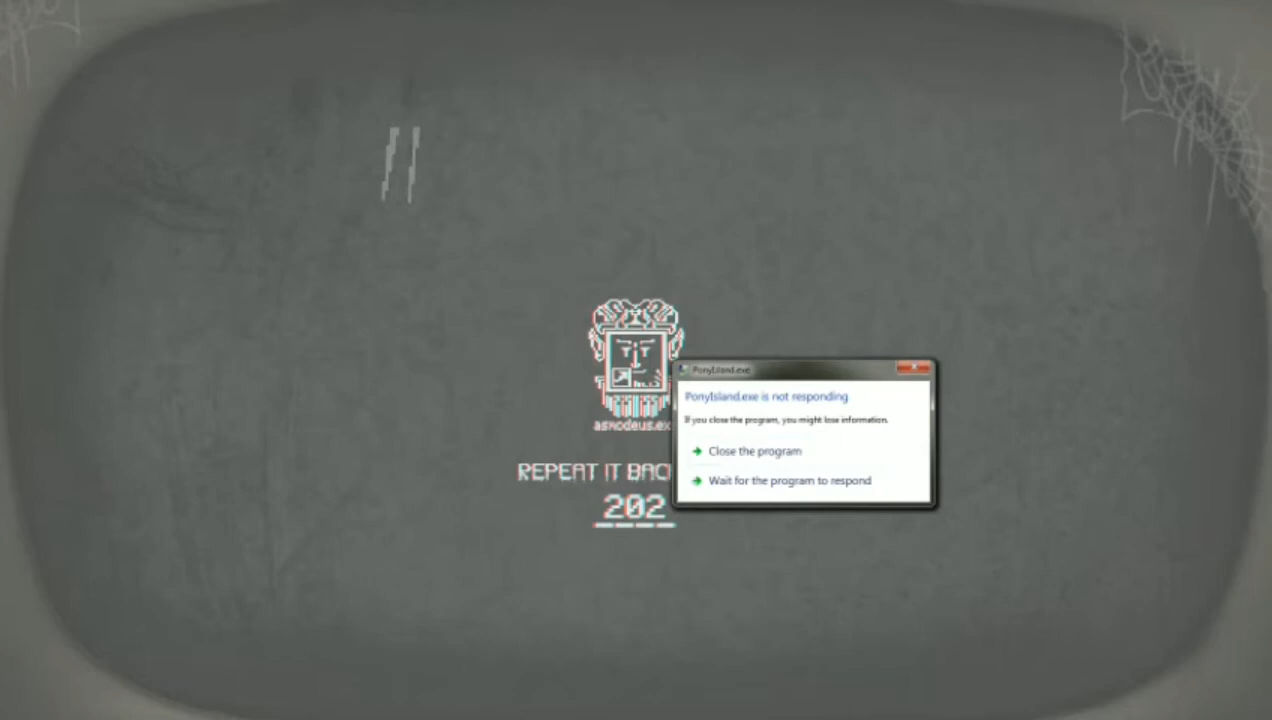 asmodeus.ex
REPEAT IT BAC
202
PonyIsland.exe
PonyIsland.exe is not responding
If you close the program, you might lose information.
Close the program
Wait for the program to respond